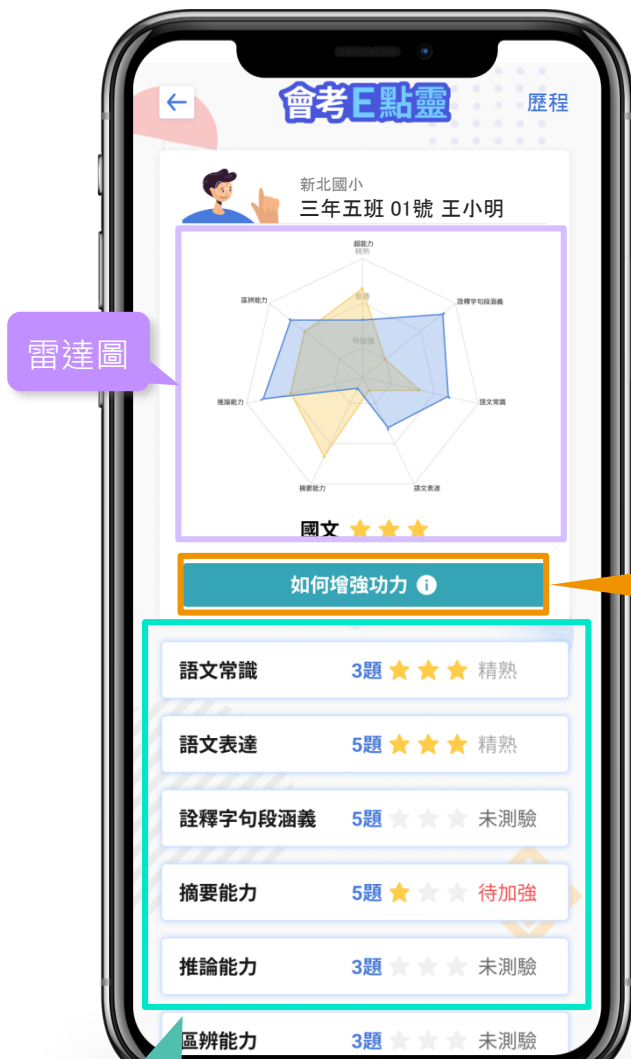 會考E點靈
歷程
新北國小
三年五班 01號 王小明
雷達圖
超能力
精熟
普通
待加強
區辨能力
詮釋字句段涵義
推論能力
語文常識
摘要能力
語文表達
國文
如何增強功力
語文常識 3題 精熟
語文表達 5題 精熟
詮釋字句段涵義 5題 未測驗
摘要能力 5題 待加強
推論能力 3題 未測驗
區辨能力 3題 未測驗